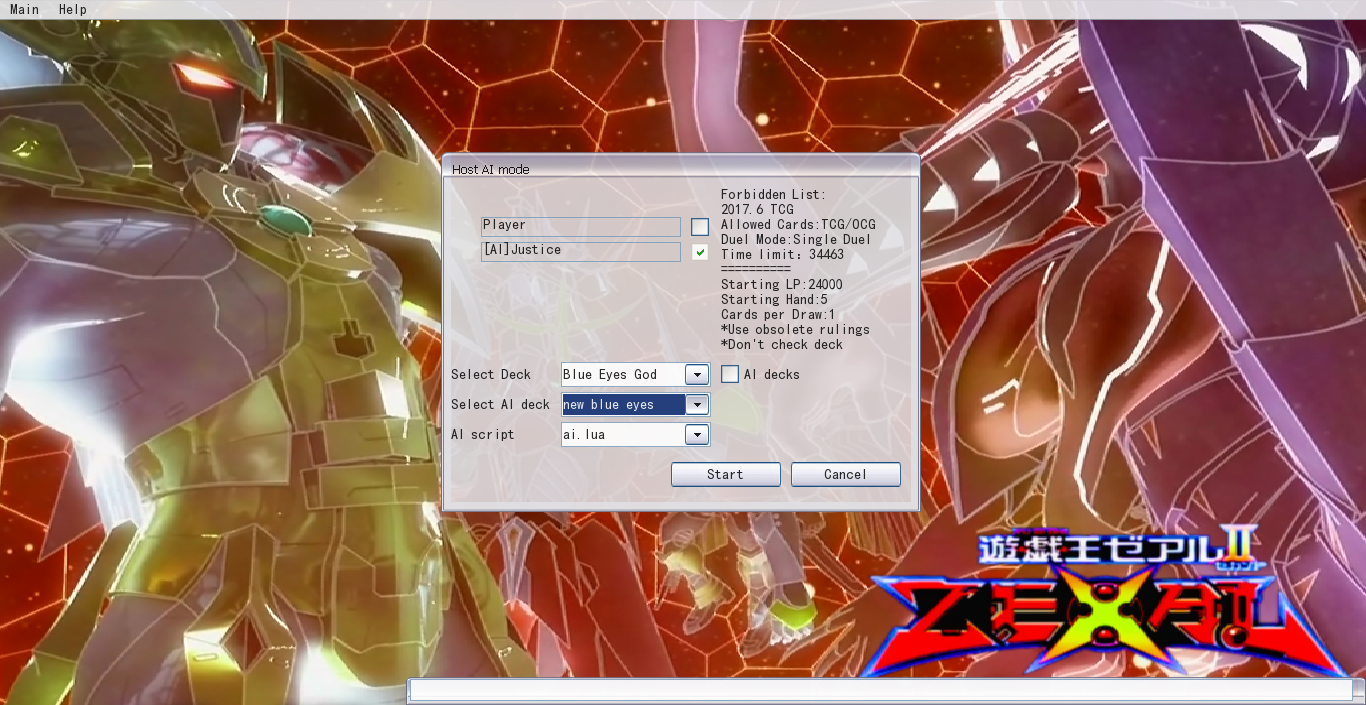 Main Help
Host AI mode
Player
[AI]Justice
Forbidden List:
2017.6 TCG
Allowed Cards:TCG/OCG
Duel Mode:Single Duel
Time limit: 34463
==========
Starting LP:24000
Starting Hand:5
Cards per Draw:1
*Use obsolete rulings
*Don't check deck
Select Deck Blue Eyes God AI decks
Select AI deck new blue eyes
AI script ai.lua
Start Cancel
遊戯王ゼアルII
セカンド
ZEXAL